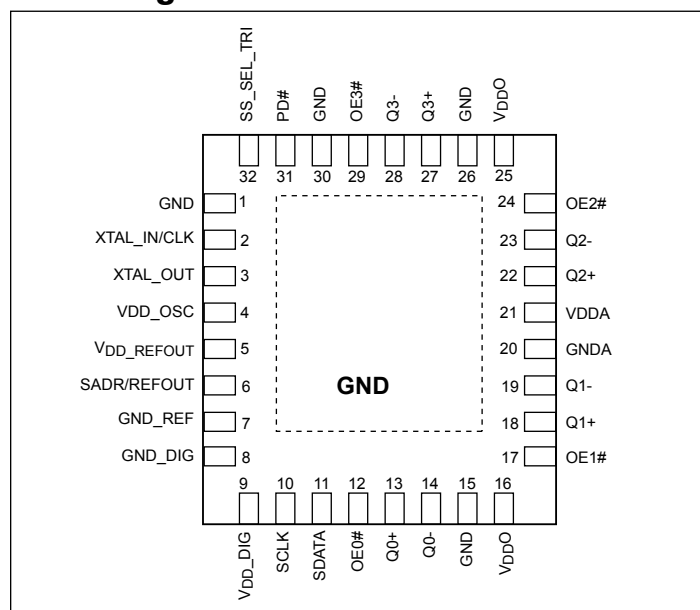 SS_SEL_TRI
PD#
GND
OE3#
Q3-
Q3+
GND
VDDO
32 31 30 29 28 27 26 25
GND 1
XTAL_IN/CLK 2
XTAL_OUT 3
VDD_OSC 4
VDD_REFOUT 5
SADR/REFOUT 6
GND_REF 7
GND_DIG 8
24 OE2#
23 Q2-
22 Q2+
21 VDDA
20 GNDA
19 Q1-
18 Q1+
17 OE1#
GND
9 10 11 12 13 14 15 16
VDD_DIG
SCLK
SDATA
OE0#
Q0+
Q0-
GND
VDDO